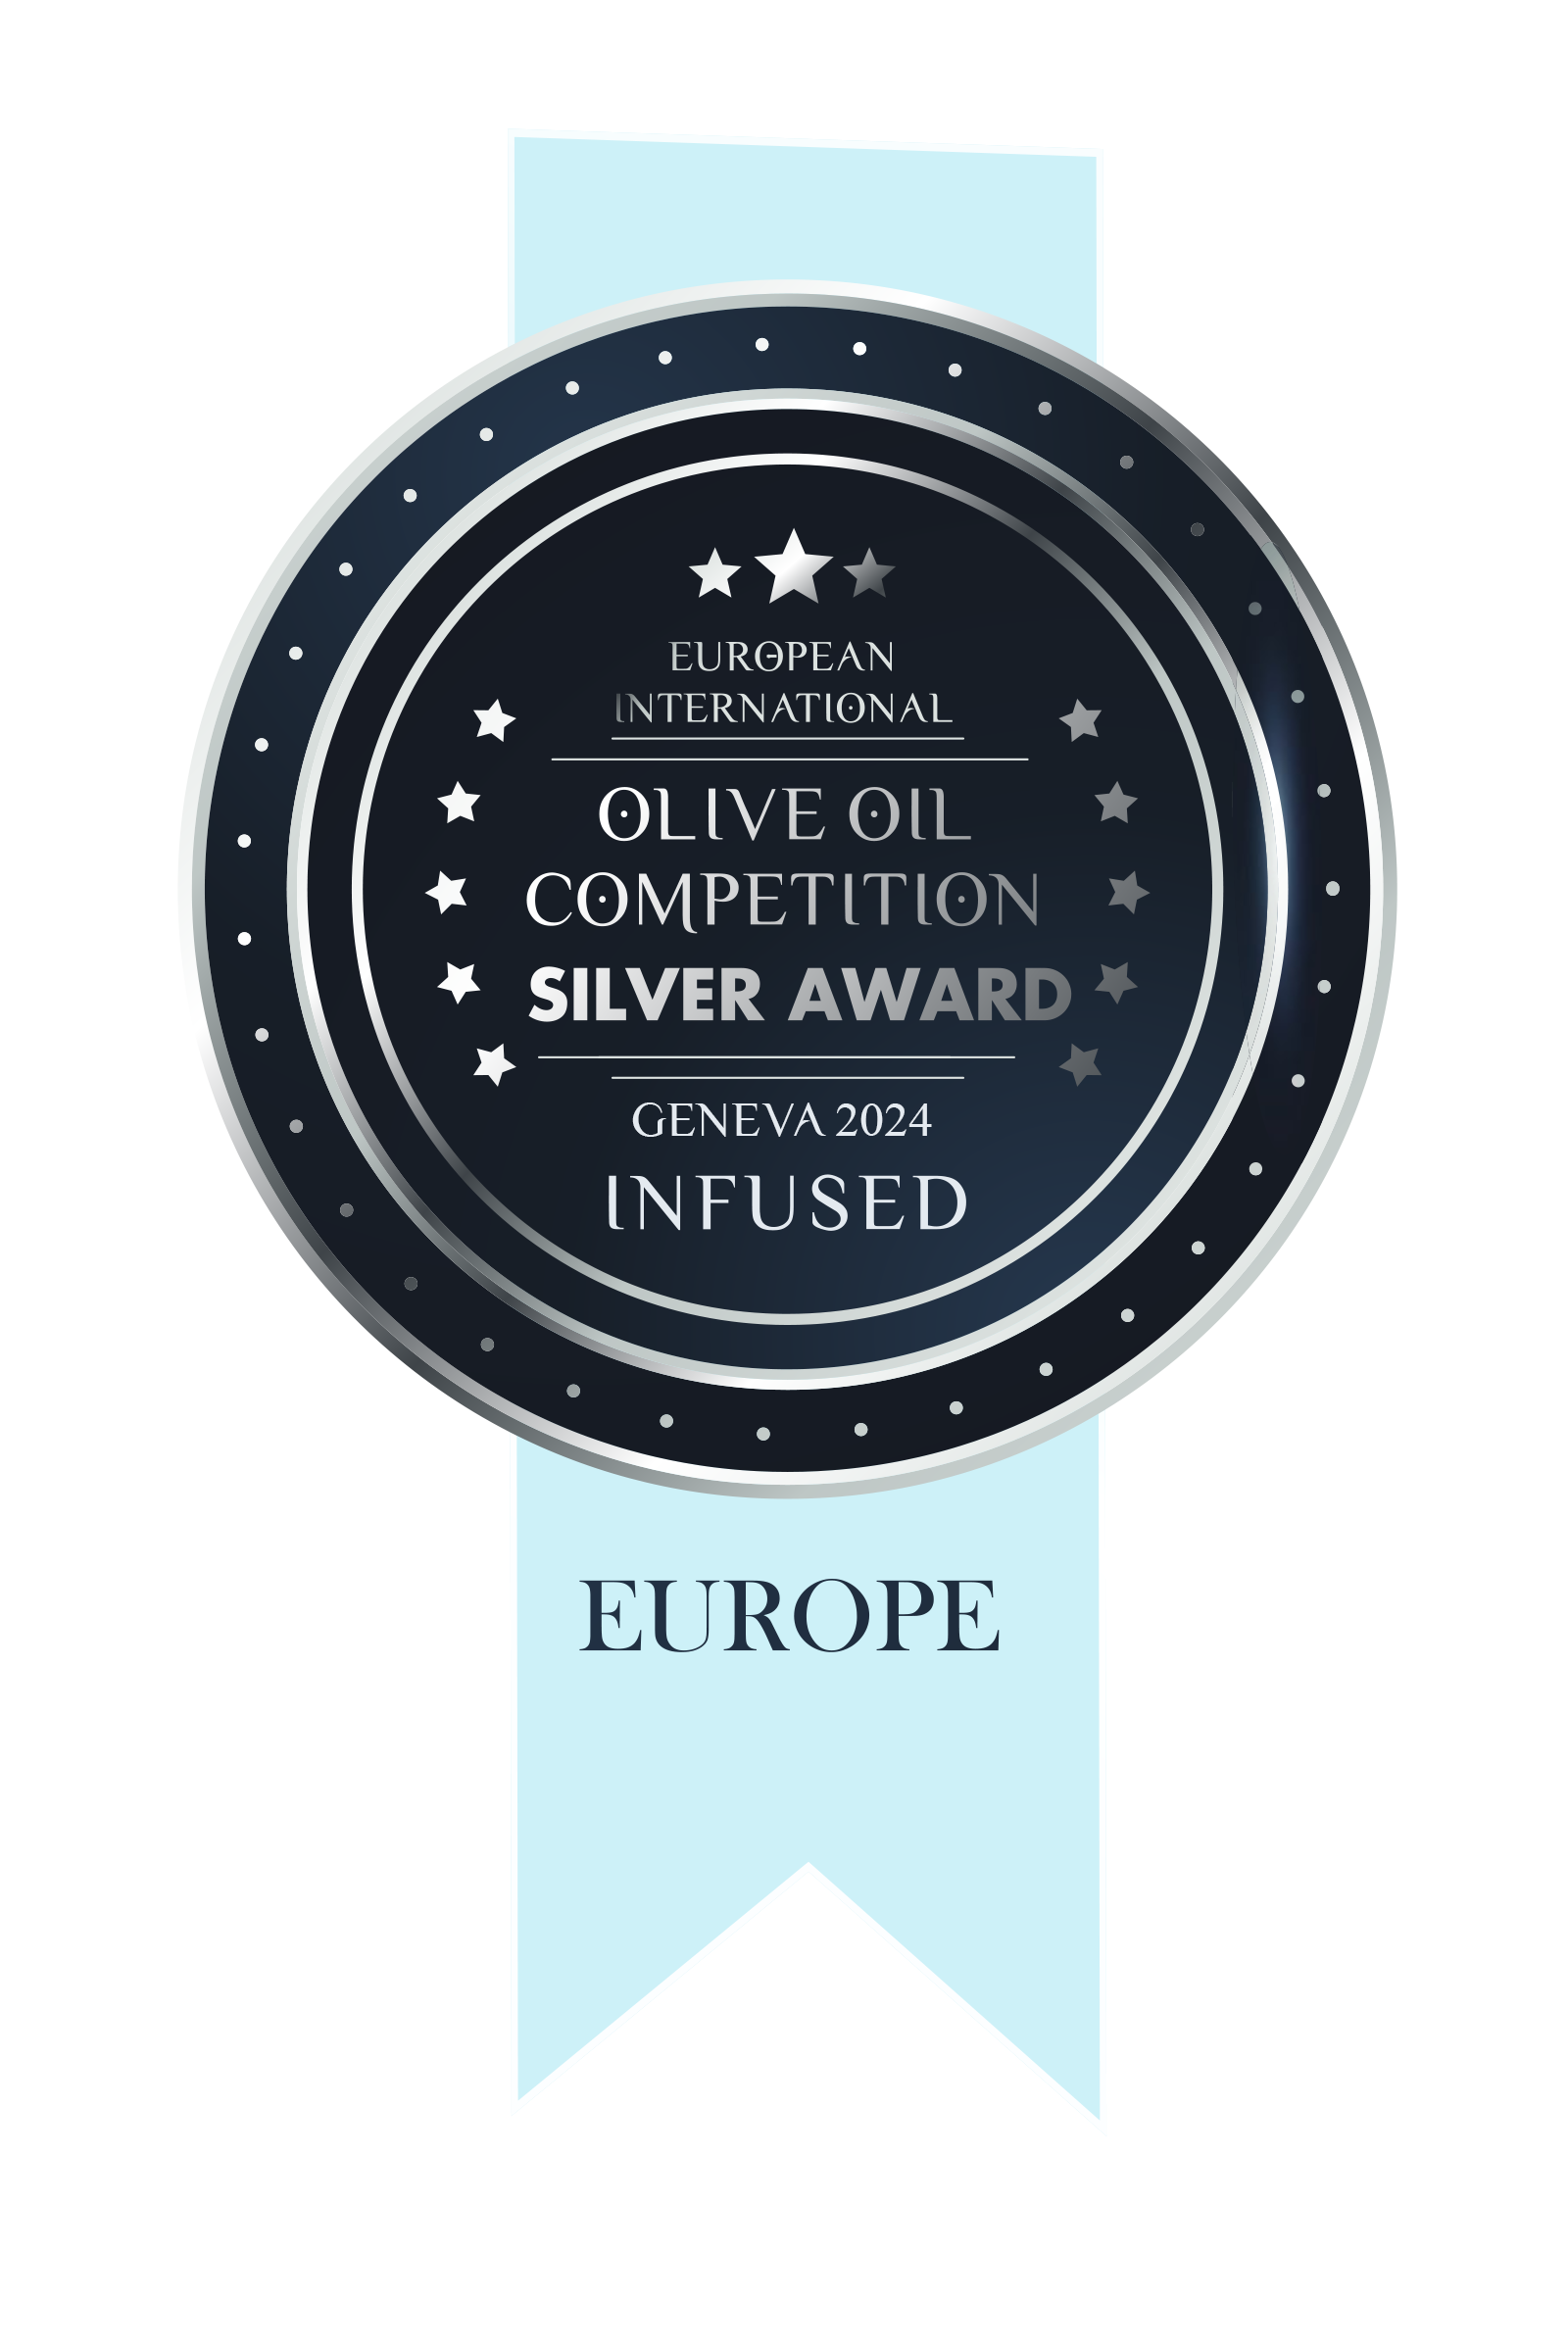 EUROPEAN
INTERNATIONAL
OLIVE OIL
COMPETITION
SILVER AWARD
GENEVA 2024
INFUSED
EUROPE